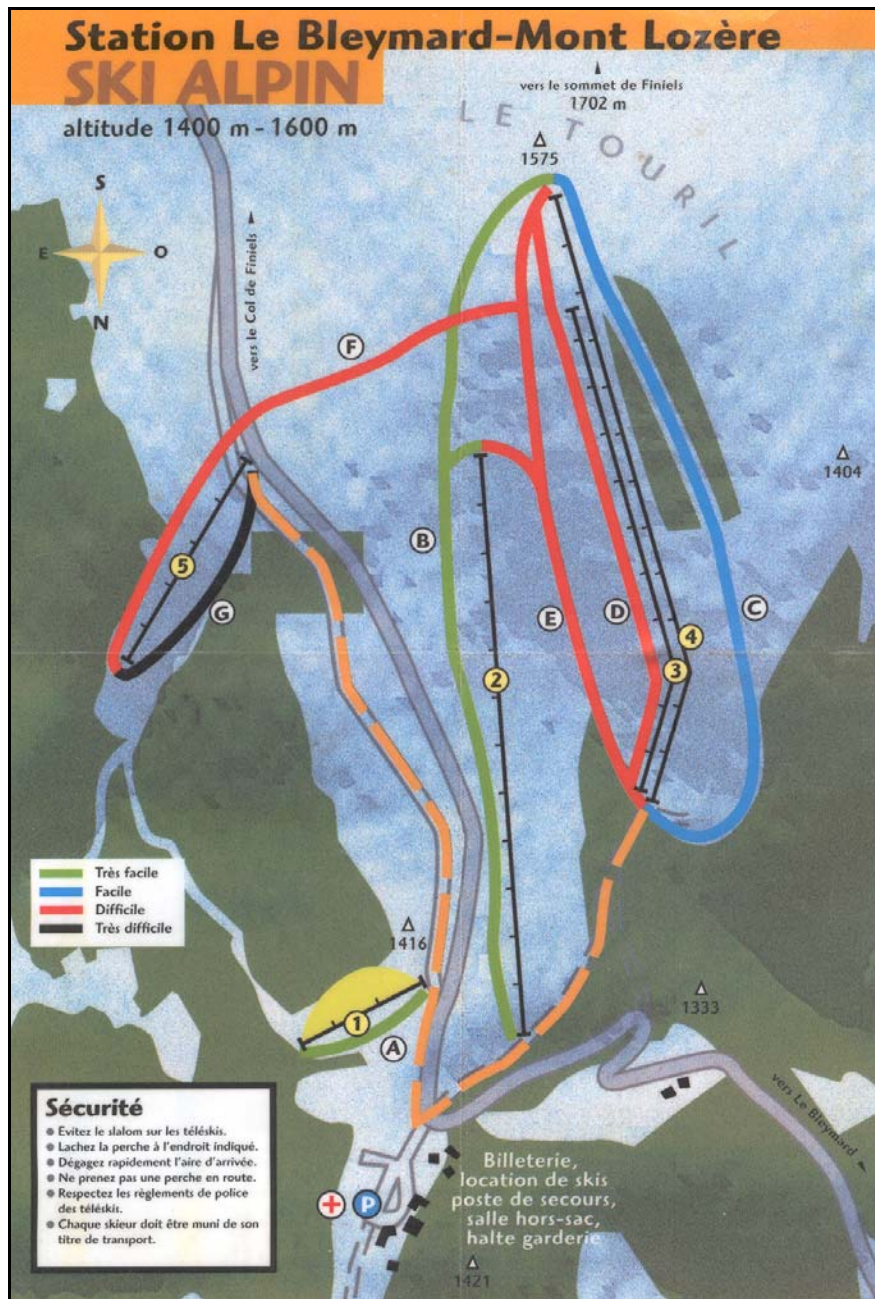 Station Le Bleymard-Mont Lozère
SKI ALPIN
altitude 1400 m - 1600 m
vers le sommet de Finiels
1702 m
LE TOURIL
1575
S
E
O
N
vers le Col de Finiels
F
1404
B
5
G
E
D
C
4
3
2
Très facile
Facile
Difficile
Très difficile
1416
1333
1
A
vers Le Bleymard
Sécurité
Evitez le slalom sur les téléskis.
Lachez la perche à l'endroit indiqué.
Dégagez rapidement l'aire d'arrivée.
Ne prenez pas une perche en route.
Respectez les règlements de police
des téléskis.
Chaque skieur doit être muni de son
titre de transport.
P
Billeterie,
location de skis
poste de secours,
salle hors-sac,
halte garderie
1421